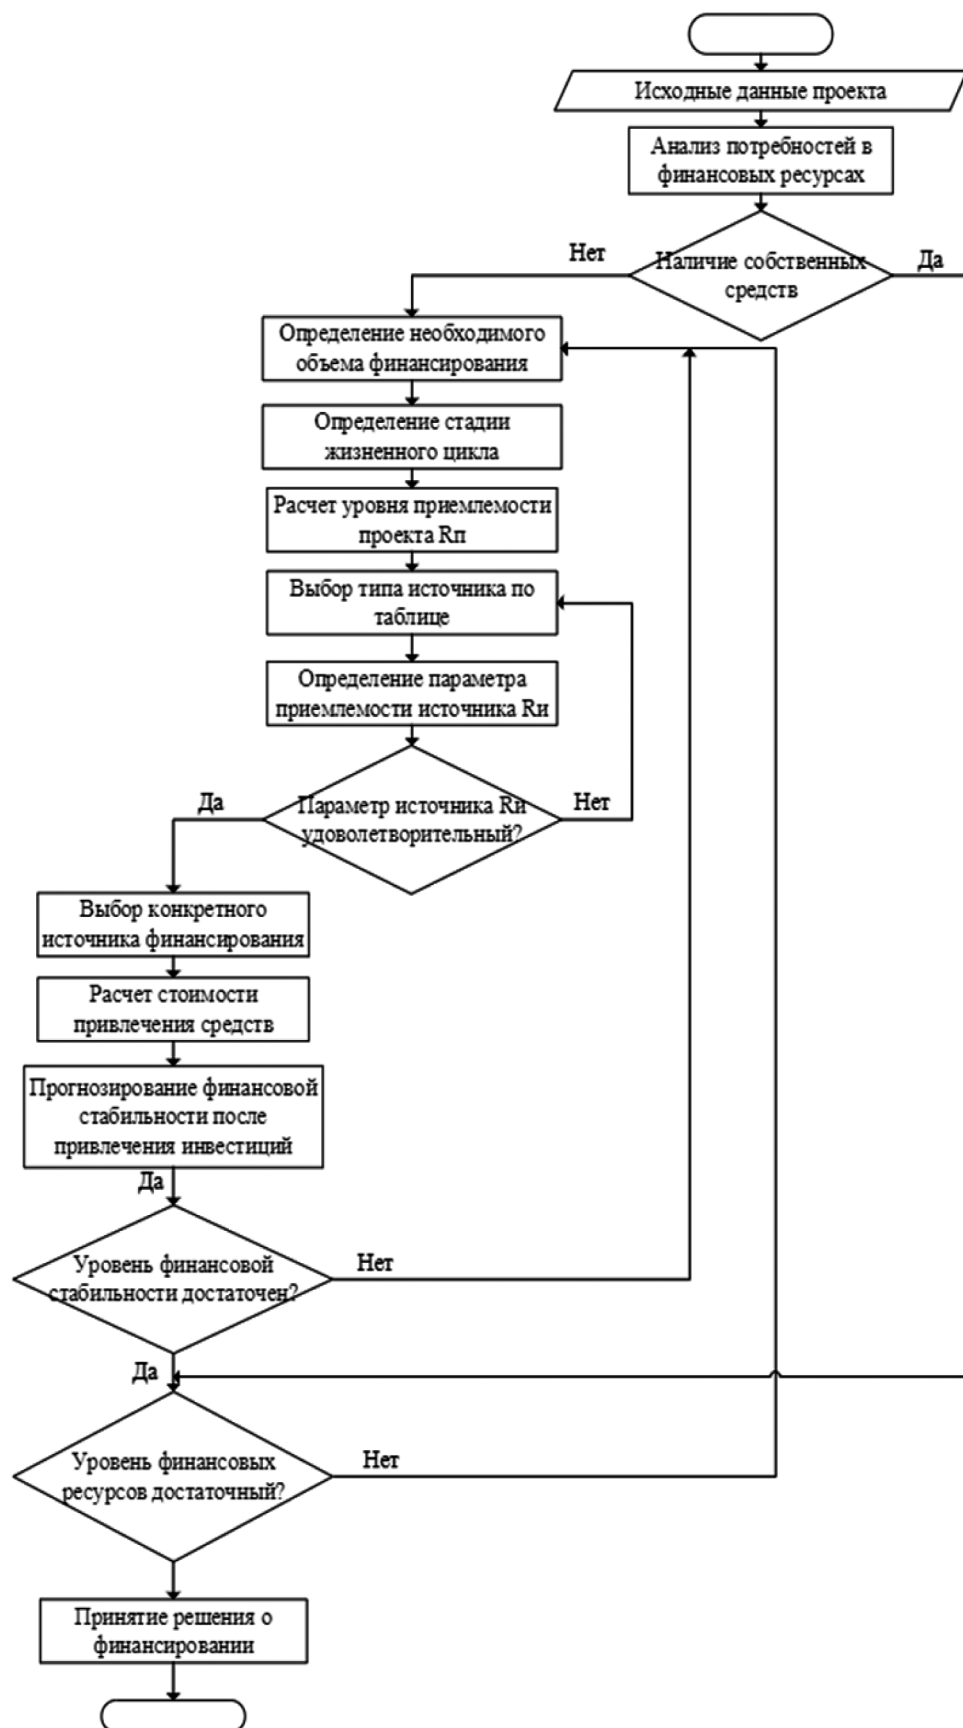 Исходные данные проекта
Анализ потребностей в
финансовых ресурсах
Нет
Наличие собственных
средств
Да
Определение необходимого
объема финансирования
Определение стадии
жизненного цикла
Расчет уровня приемлемости
проекта Rп
Выбор типа источника по
таблице
Определение параметра
приемлемости источника Rи
Да
Параметр источника Rи
удоволетворительный?
Нет
Выбор конкретного
источника финансирования
Расчет стоимости
привлечения средств
Прогнозирование финансовой
стабильности после
привлечения инвестиций
Да
Уровень финансовой
стабильности достаточен?
Нет
Да
Уровень финансовых
ресурсов достаточный?
Нет
Принятие решения о
финансировании